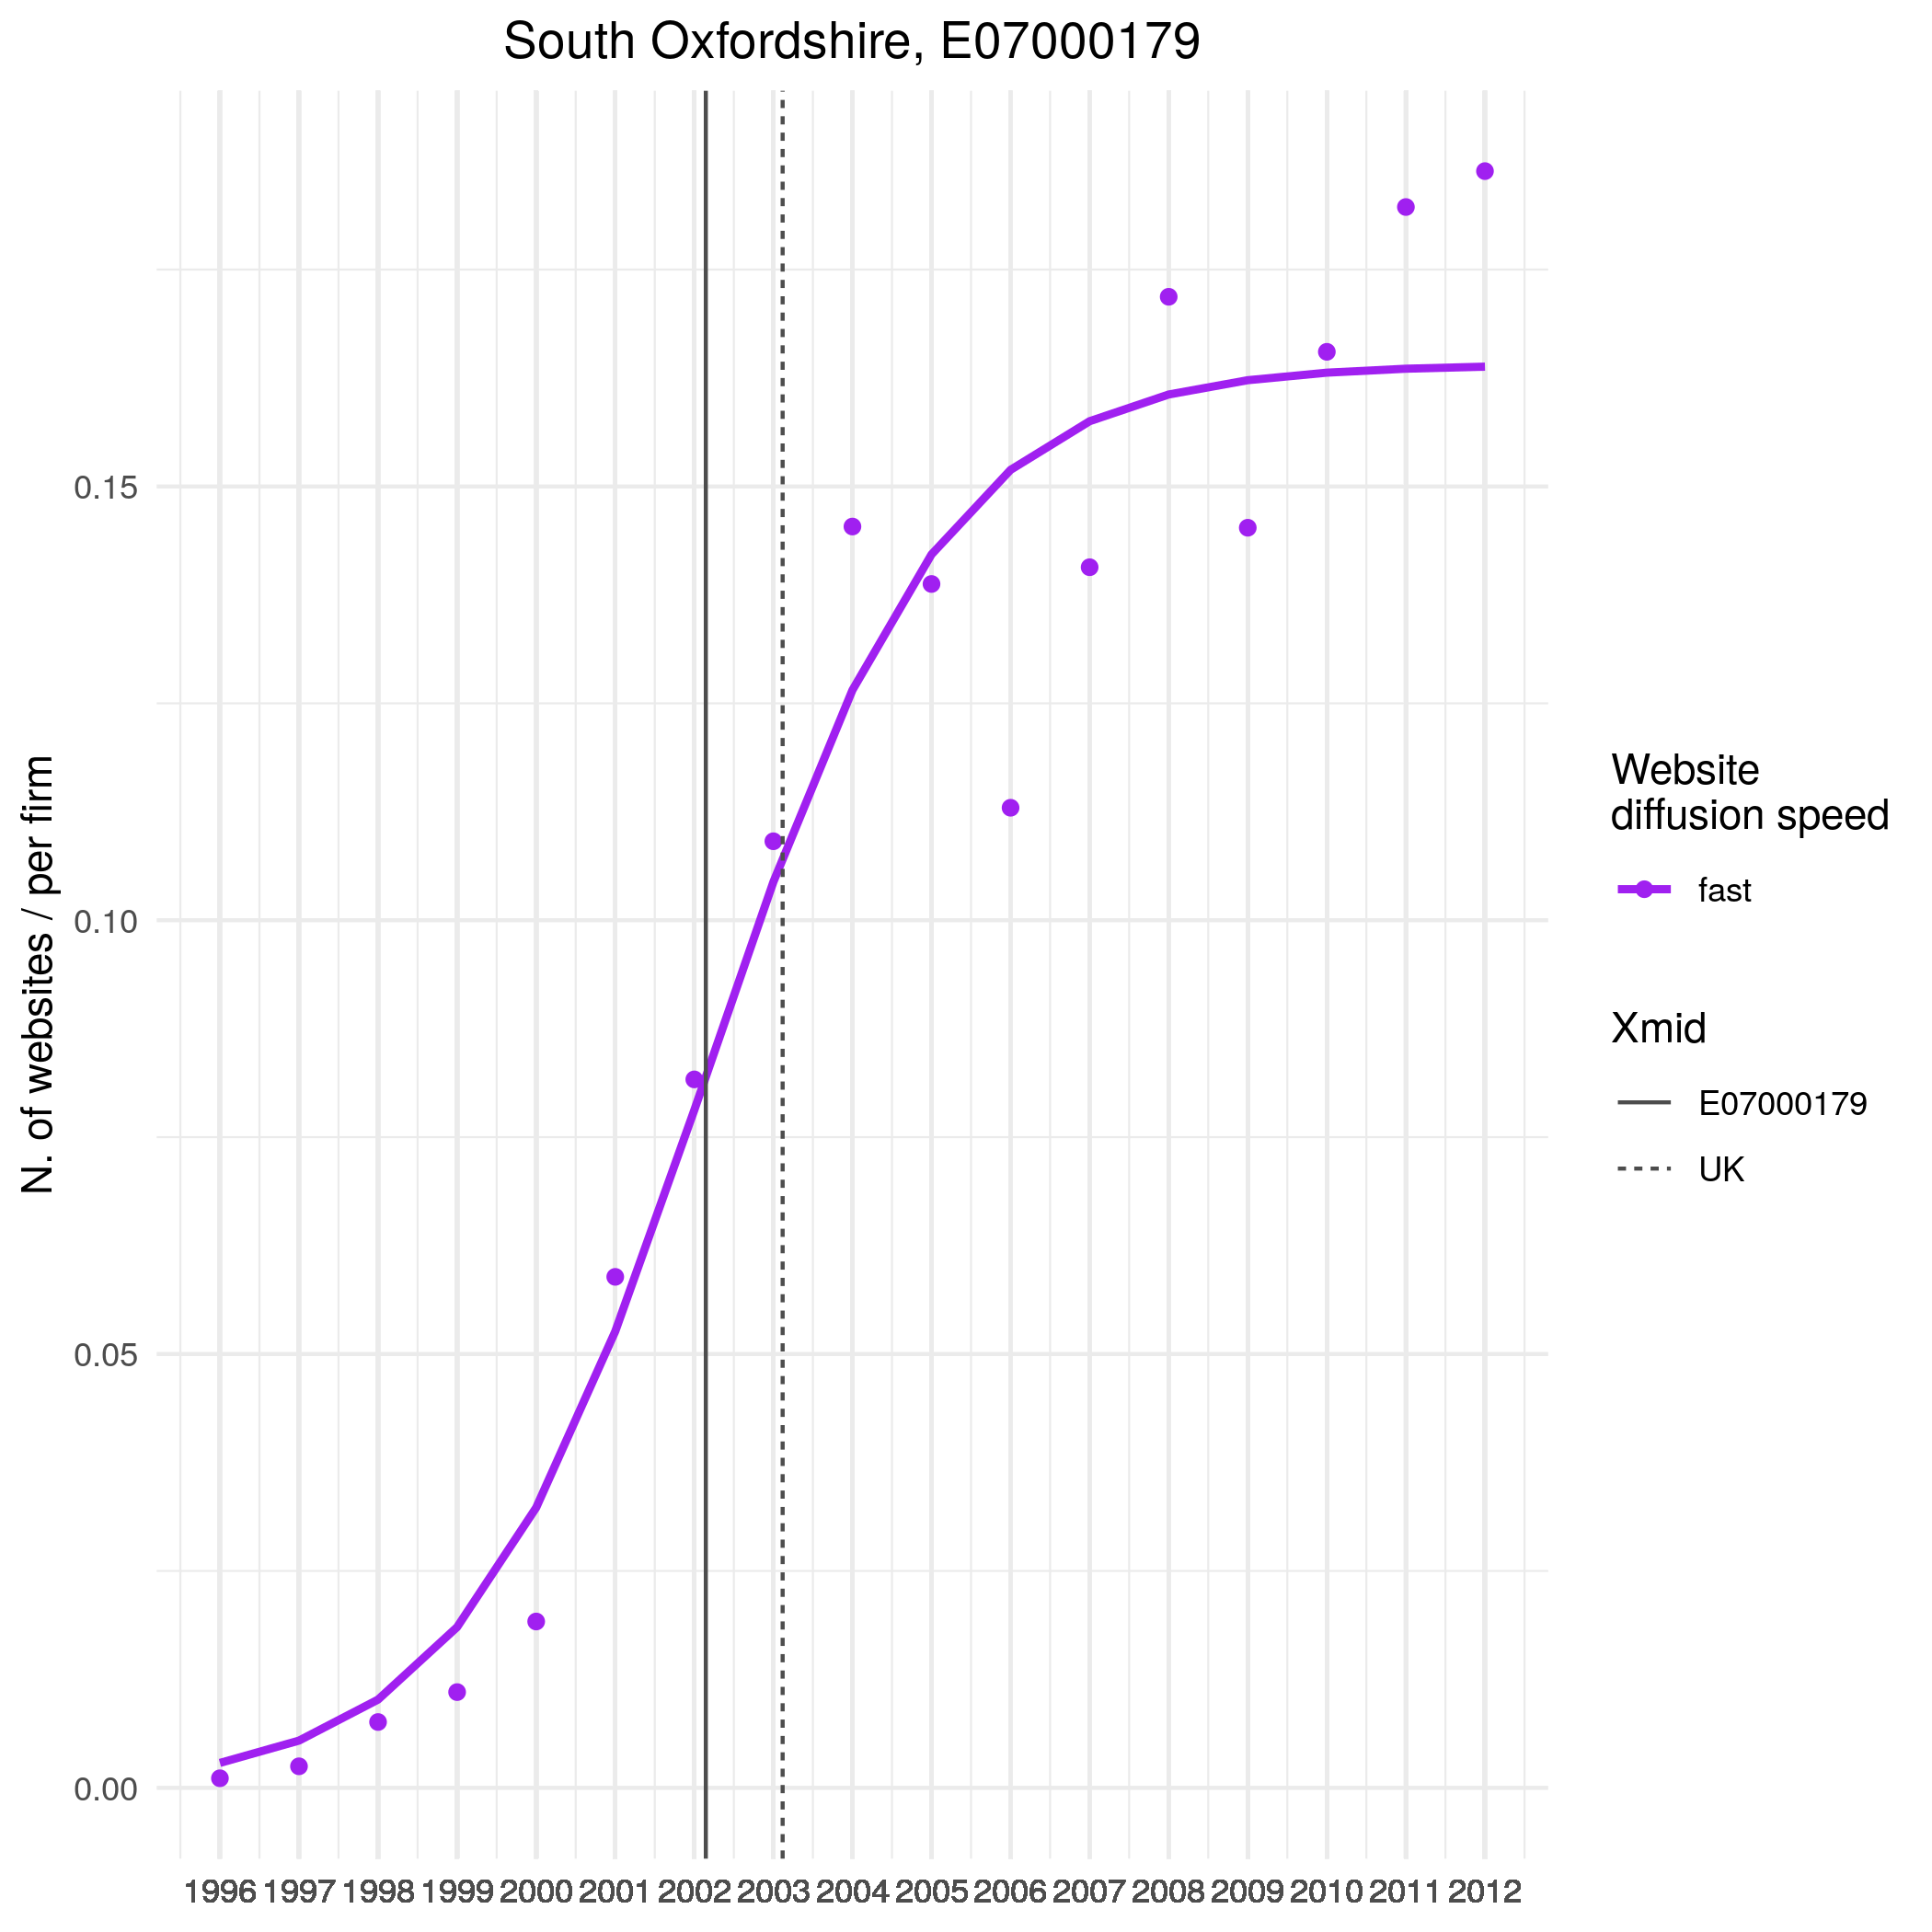 South Oxfordshire, E07000179
N. of websites / per firm
0.15
0.10
0.05
0.00
1996 1997 1998 1999 2000 2001 2002 2003 2004 2005 2006 2007 2008 2009 2010 2011 2012
Website
diffusion speed
fast
Xmid
E07000179
UK